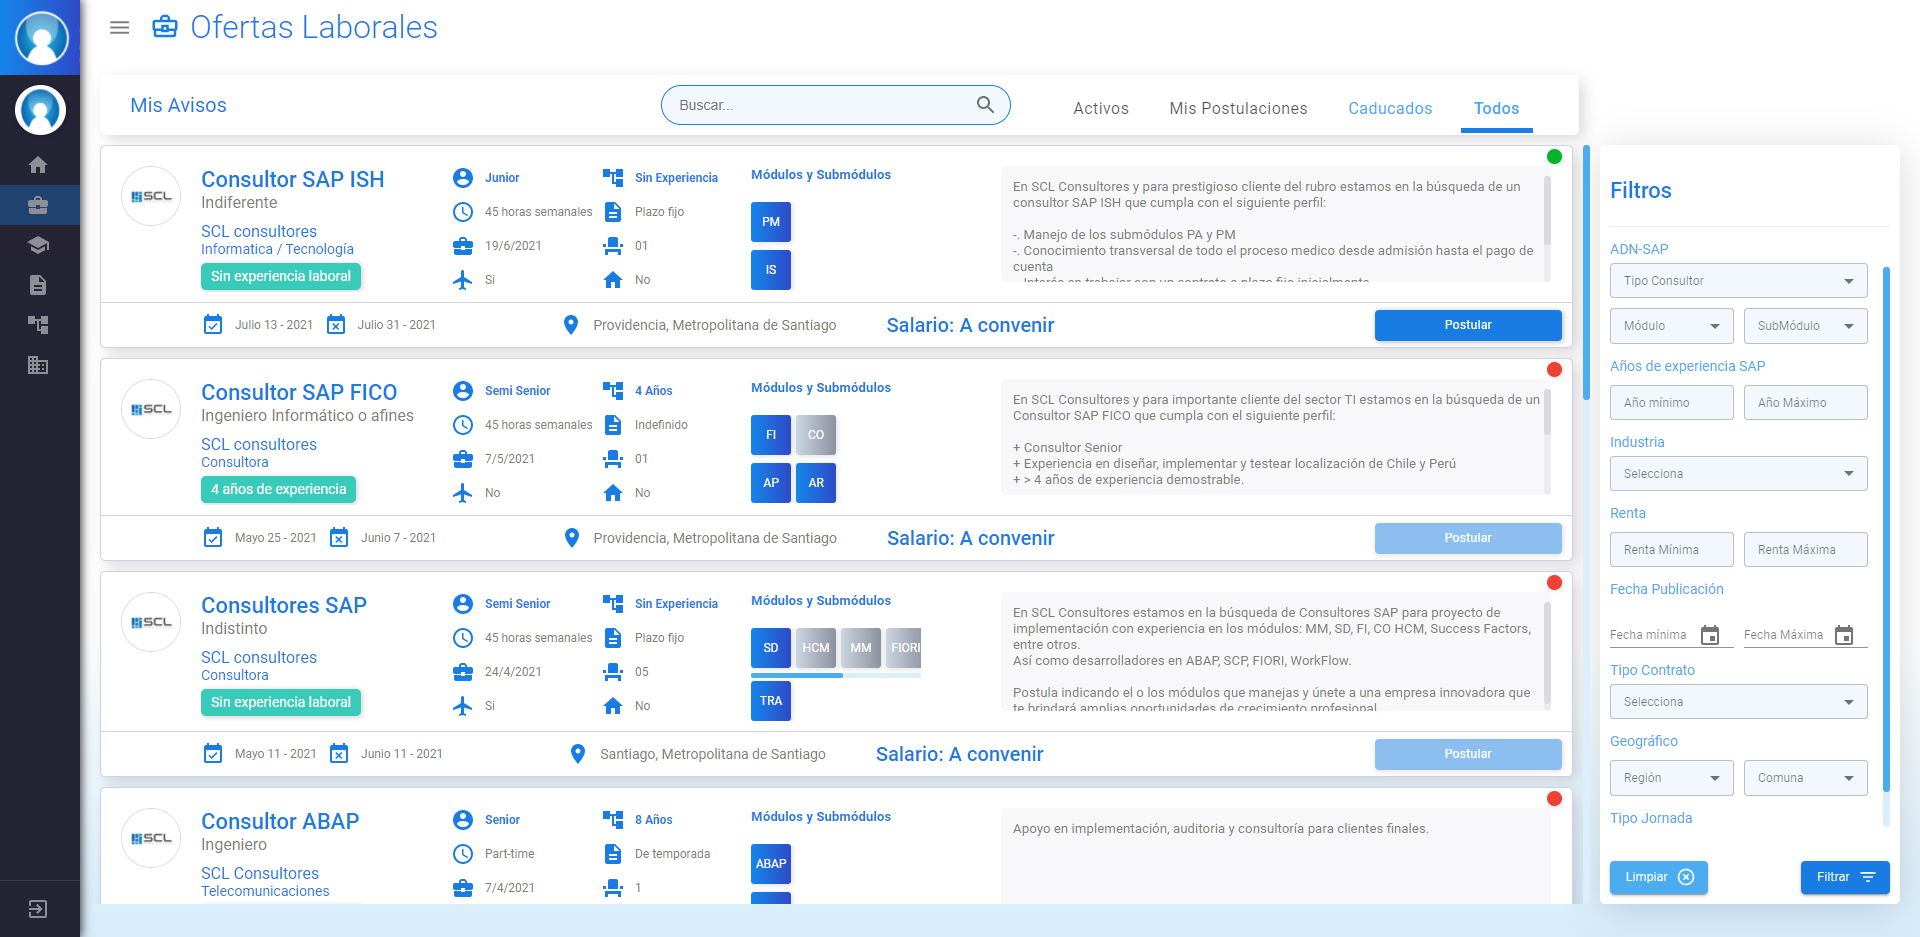 Ofertas Laborales
Mis Avisos
Buscar...
Activos
Mis Postulaciones
Caducados
Todos
SCL
Consultor SAP ISH
Indiferente
SCL consultores
Informatica / Tecnología
Sin experiencia laboral
Junior
45 horas semanales
19/6/2021
Si
Sin Experiencia
Plazo fijo
01
No
Módulos y Submódulos
PM
IS
En SCL Consultores y para prestigioso cliente del rubro estamos en la búsqueda de un
consultor SAP ISH que cumpla con el siguiente perfil:
-. Manejo de los submódulos PA y PM
-. Conocimiento transversal de todo el proceso medico desde admisión hasta el pago de
cuenta
-. Interés en trabajar con un contrato a plazo fijo inicialmente
Julio 13 - 2021
Julio 31 - 2021
Providencia, Metropolitana de Santiago
Salario: A convenir
Postular
SCL
Consultor SAP FICO
Ingeniero Informático o afines
SCL consultores
Consultora
4 años de experiencia
Semi Senior
45 horas semanales
7/5/2021
No
4 Años
Indefinido
01
No
Módulos y Submódulos
FI
CO
AP
AR
En SCL Consultores y para importante cliente del sector TI estamos en la búsqueda de un
Consultor SAP FICO que cumpla con el siguiente perfil:
+ Consultor Senior
+ Experiencia en diseñar, implementar y testear localización de Chile y Perú
+ > 4 años de experiencia demostrable.
Mayo 25 - 2021
Junio 7 - 2021
Providencia, Metropolitana de Santiago
Salario: A convenir
Postular
SCL
Consultores SAP
Indistinto
SCL consultores
Consultora
Sin experiencia laboral
Semi Senior
45 horas semanales
24/4/2021
Si
Sin Experiencia
Plazo fijo
05
No
Módulos y Submódulos
SD
HCM
MM
FIORI
TRA
En SCL Consultores estamos en la búsqueda de Consultores SAP para proyecto de
implementación con experiencia en los módulos: MM, SD, FI, CO HCM, Success Factors,
entre otros.
Así como desarrolladores en ABAP, SCP, FIORI, WorkFlow.
Postula indicando el o los módulos que manejas y únete a una empresa innovadora que
te brindará amplias oportunidades de crecimiento profesional
Mayo 11 - 2021
Junio 11 - 2021
Santiago, Metropolitana de Santiago
Salario: A convenir
Postular
SCL
Consultor ABAP
Ingeniero
SCL Consultores
Telecomunicaciones
Senior
Part-time
7/4/2021
8 Años
De temporada
1
Módulos y Submódulos
ABAP
Apoyo en implementación, auditoria y consultoría para clientes finales.
Filtros
ADN-SAP
Tipo Consultor
Módulo
SubMódulo
Años de experiencia SAP
Año mínimo
Año Máximo
Industria
Selecciona
Renta
Renta Mínima
Renta Máxima
Fecha Publicación
Fecha mínima
Fecha Máxima
Tipo Contrato
Selecciona
Geográfico
Región
Comuna
Tipo Jornada
Limpiar
Filtrar